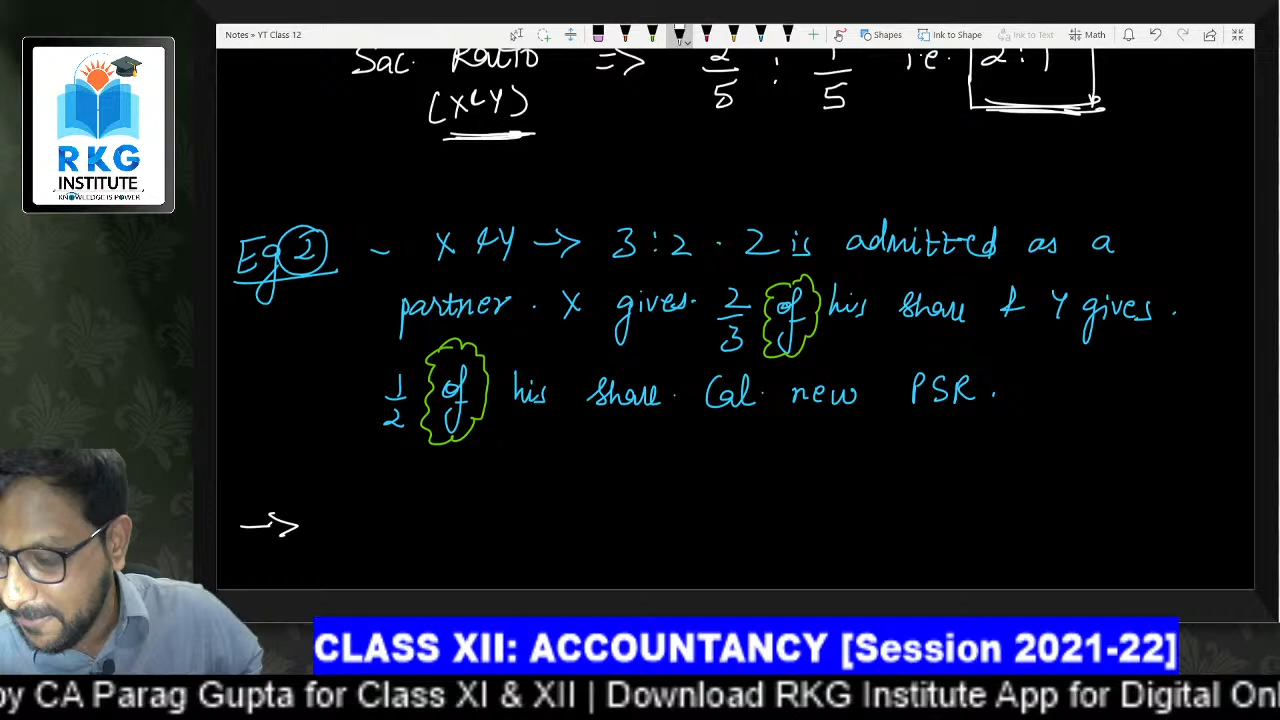 Notes » YT Class 12
Shapes
Ink to Shape
Ink to Text
Math
Sac. Ratio => 2/5 : 1/5 i.e. 2 : 1
(X&Y)
RKG
INSTITUTE
KNOWLEDGE IS POWER
Eg 2 - X & Y -> 3 : 2 . Z is admitted as a
partner . X gives 2/3 of his share & Y gives .
1/2 of his share . Cal. new PSR .
->
CLASS XII: ACCOUNTANCY [Session 2021-22]
by CA Parag Gupta for Class XI & XII | Download RKG Institute App for Digital On